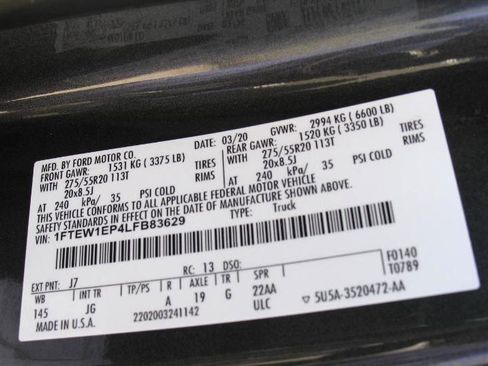 MFD. BY FORD MOTOR CO. 03/20 GVWR: 2994 KG ( 6600 LB)
FRONT GAWR: 1531 KG ( 3375 LB) REAR GAWR: 1520 KG ( 3350 LB)
WITH 275/55R20 113T TIRES WITH 275/55R20 113T TIRES
20x8.5J RIMS 20x8.5J RIMS
AT 240 kPa/ 35 PSI COLD AT 240 kPa/ 35 PSI COLD
THIS VEHICLE CONFORMS TO ALL APPLICABLE FEDERAL MOTOR VEHICLE
SAFETY STANDARDS IN EFFECT ON THE DATE OF MANUFACTURE SHOWN ABOVE.
VIN: 1FTEW1EP4LFB83629 TYPE: Truck
F0140
T0789
EXT PNT: J7 RC: 13 DSO:
WB INT TR TP/PS R AXLE TR SPR
145 JG A 19 G 22AA
MADE IN U.S.A. 2202003241142 ULC ▽ 5U5A-3520472-AA